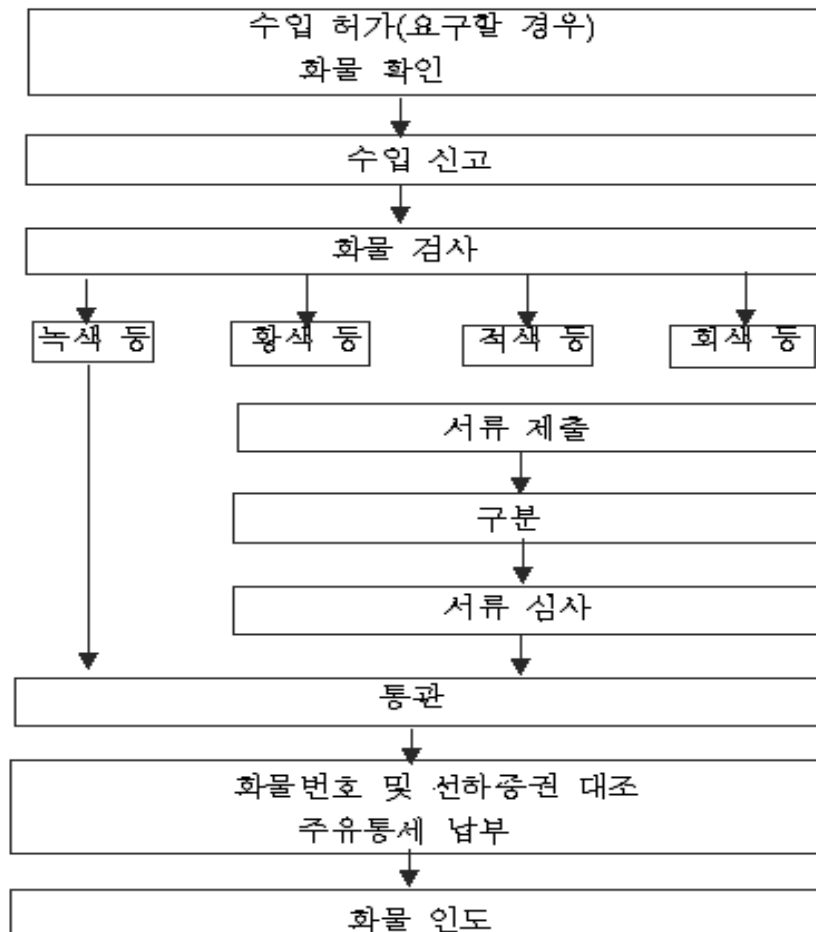 수입 허가(요구할 경우)
화물 확인
수입 신고
화물 검사
녹색 등
황색 등
적색 등
회색 등
서류 제출
구분
서류 심사
통관
화물번호 및 선하증권 대조
주유통세 납부
화물 인도